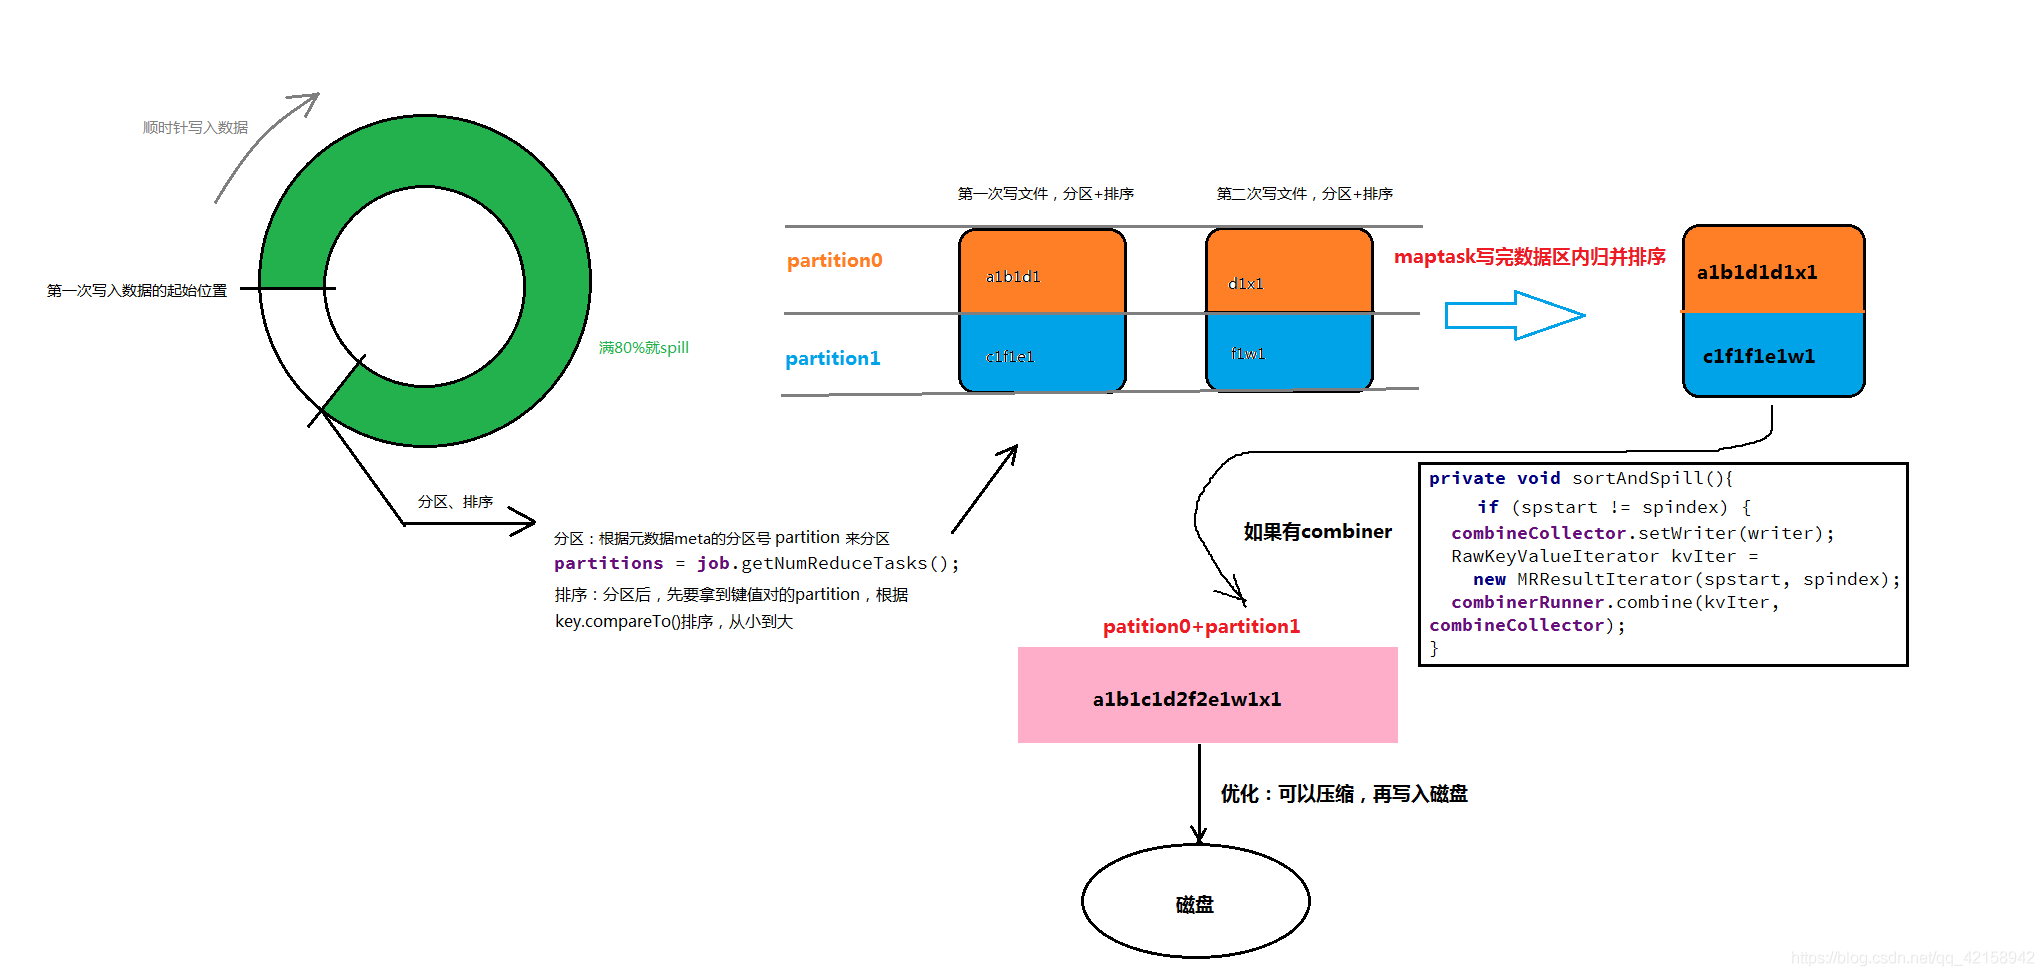 顺时针写入数据
第一次写入数据的起始位置
满80%就spill
分区、排序
分区：根据元数据meta的分区号 partition 来分区
partitions = job.getNumReduceTasks();
排序：分区后，先要拿到键值对的partition，根据
key.compareTo()排序，从小到大
第一次写文件，分区+排序
第二次写文件，分区+排序
partition0
a1b1d1
d1x1
partition1
c1f1e1
f1w1
maptask写完数据区内归并排序
a1b1d1d1x1
c1f1f1e1w1
如果有combiner
private void sortAndSpill(){
if (spstart != spindex) {
combineCollector.setWriter(writer);
RawKeyValueIterator kvIter =
new MRResultIterator(spstart, spindex);
combinerRunner.combine(kvIter,
combineCollector);
}
patition0+partition1
a1b1c1d2f2e1w1x1
优化：可以压缩，再写入磁盘
磁盘
https://blog.csdn.net/qq_42158942